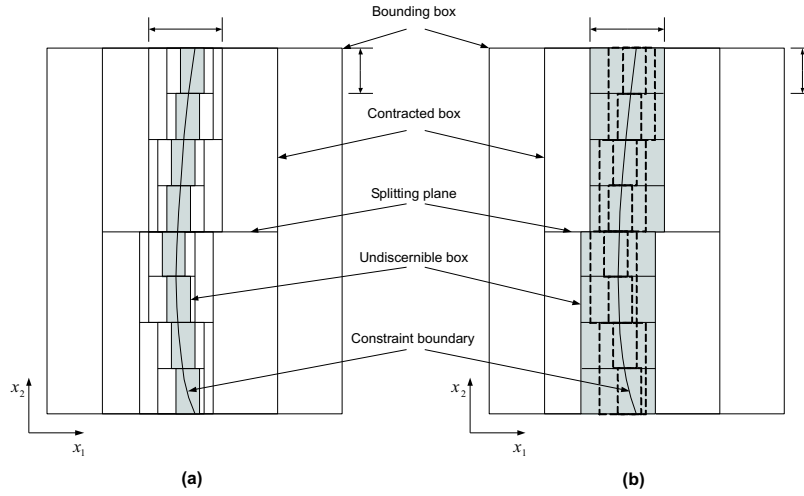 Bounding box
Contracted box
Splitting plane
Undiscernible box
Constraint boundary
x₂
x₁
x₂
x₁
(a)
(b)